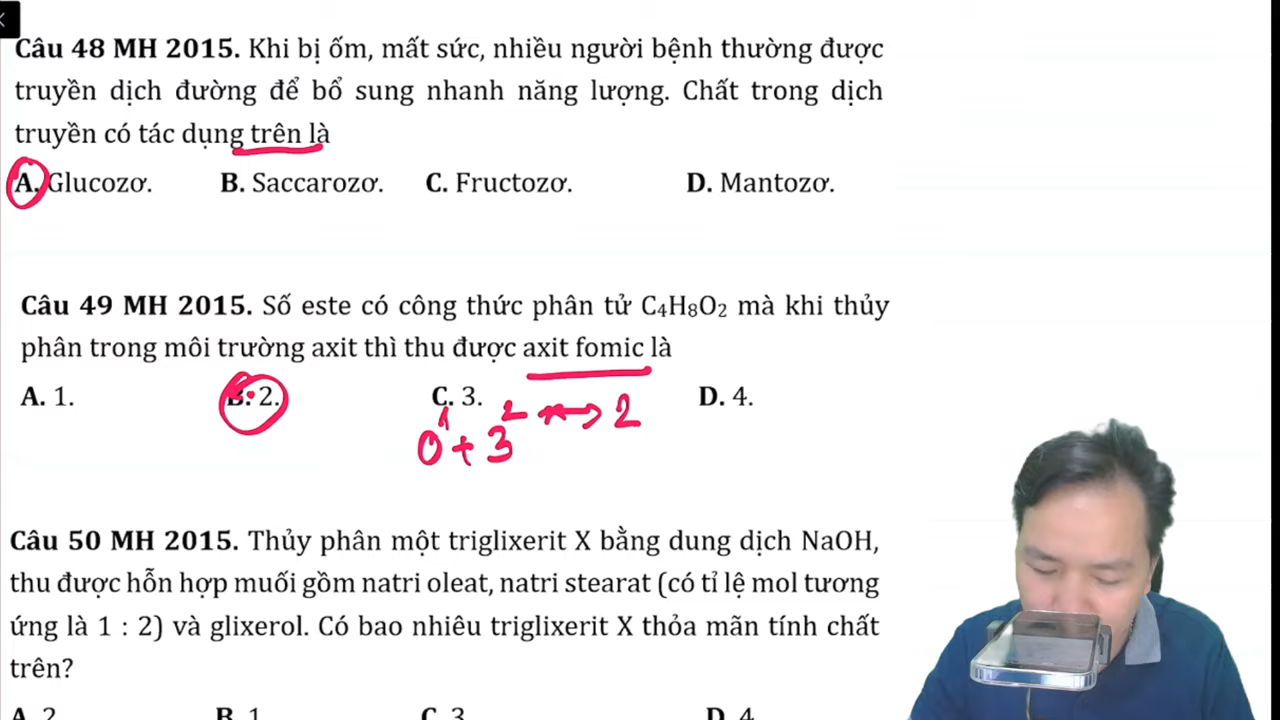 Câu 48 MH 2015. Khi bị ốm, mất sức, nhiều người bệnh thường được
truyền dịch đường để bổ sung nhanh năng lượng. Chất trong dịch
truyền có tác dụng trên là
A. Glucozơ. B. Saccarozơ. C. Fructozơ. D. Mantozơ.
Câu 49 MH 2015. Số este có công thức phân tử C₄H₈O₂ mà khi thủy
phân trong môi trường axit thì thu được axit fomic là
A. 1. B. 2. C. 3. D. 4.
1 2 → 2
0 + 3
Câu 50 MH 2015. Thủy phân một triglixerit X bằng dung dịch NaOH,
thu được hỗn hợp muối gồm natri oleat, natri stearat (có tỉ lệ mol tương
ứng là 1 : 2) và glixerol. Có bao nhiêu triglixerit X thỏa mãn tính chất
trên?
A. 2 B. 1 C. 3 D. 4